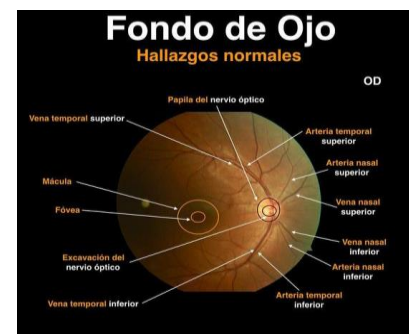 Fondo de Ojo
Hallazgos normales
OD
Papila del nervio óptico
Vena temporal superior
Arteria temporal
superior
Arteria nasal
superior
Mácula
Vena nasal
superior
Fóvea
Vena nasal
inferior
Excavación del
nervio óptico
Arteria nasal
inferior
Vena temporal inferior
Arteria temporal
inferior